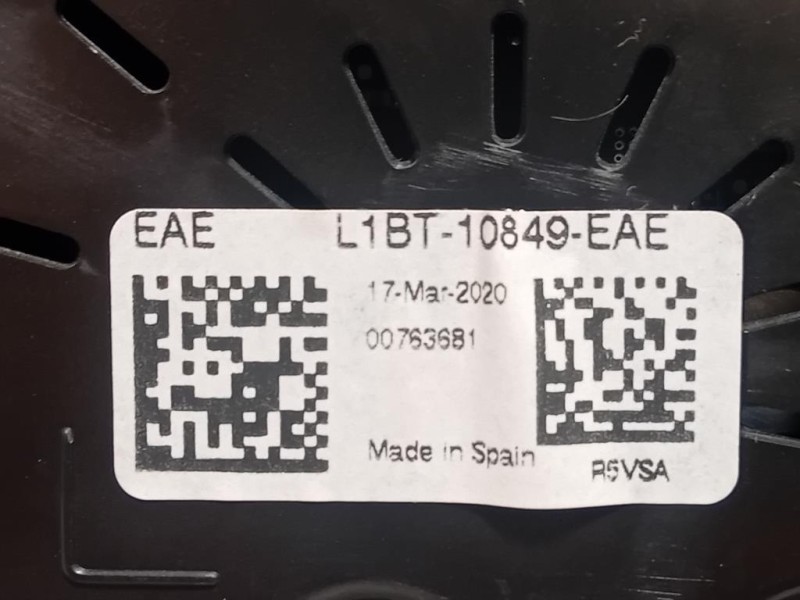 EAE L1BT-10849-EAE
17-Mar-2020
00763681
Made in Spain
R5VSA